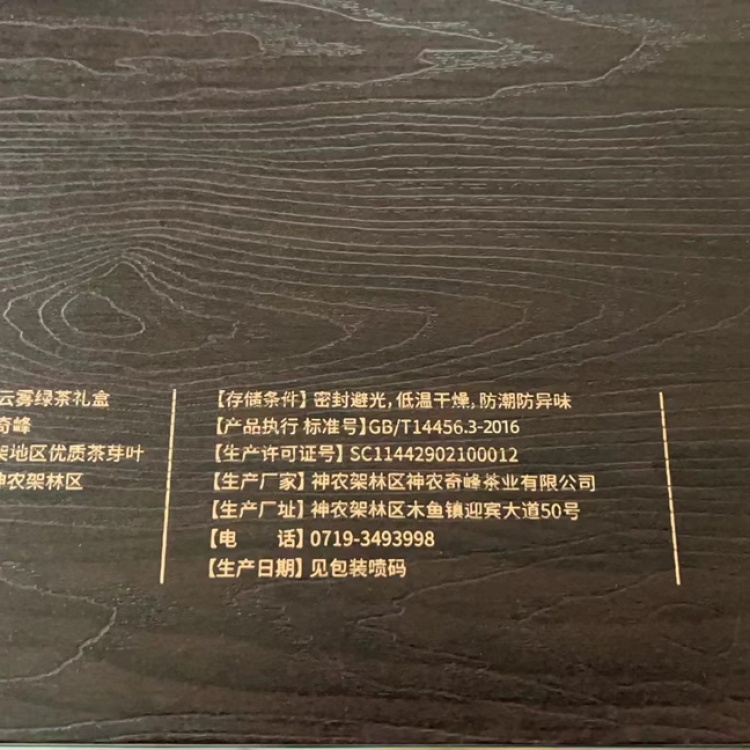 云雾绿茶礼盒
奇峰
架地区优质茶芽叶
神农架林区
【存储条件】密封避光,低温干燥,防潮防异味
【产品执行 标准号】GB/T14456.3-2016
【生产许可证号】SC11442902100012
【生产厂家】神农架林区神农奇峰茶业有限公司
【生产厂址】神农架林区木鱼镇迎宾大道50号
【电 话】0719-3493998
【生产日期】见包装喷码